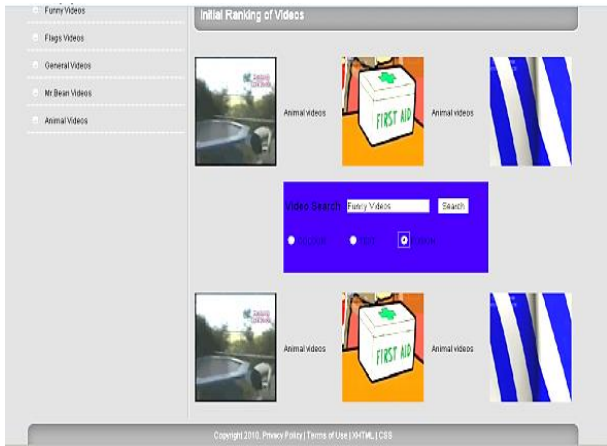 Funny Videos
Initial Ranking of Videos
Flags Videos
General Videos
Mr.Bean Videos
Animal Videos
Animal videos
FIRST AID
Animal videos
Video Search: Funny Videos Search
COLOUR TEXT
Animal videos
FIRST AID
Animal videos
Copyright 2010. Privacy Policy | Terms of Use | XHTML | CSS